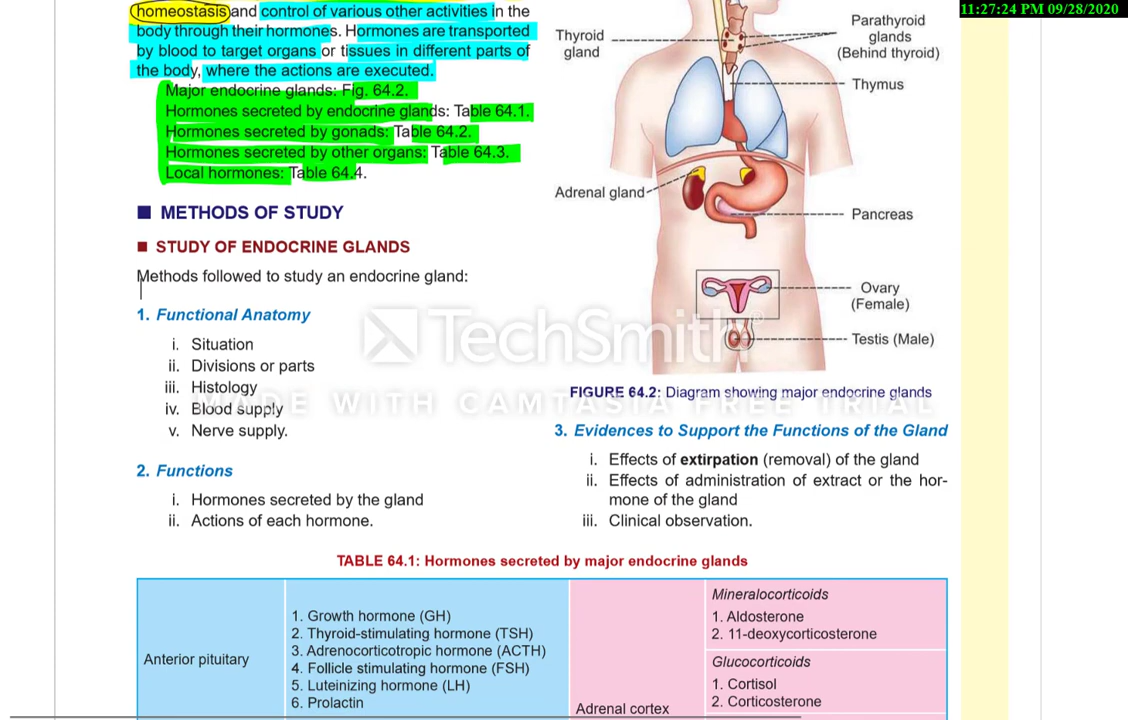 11:27:24 PM 09/28/2020
homeostasis and control of various other activities in the
body through their hormones. Hormones are transported
by blood to target organs or tissues in different parts of
the body, where the actions are executed.
Major endocrine glands: Fig. 64.2.
Hormones secreted by endocrine glands: Table 64.1.
Hormones secreted by gonads: Table 64.2.
Hormones secreted by other organs: Table 64.3.
Local hormones: Table 64.4.
METHODS OF STUDY
STUDY OF ENDOCRINE GLANDS
Methods followed to study an endocrine gland:
1. Functional Anatomy
i. Situation
ii. Divisions or parts
iii. Histology
iv. Blood supply
v. Nerve supply.
2. Functions
i. Hormones secreted by the gland
ii. Actions of each hormone.
Thyroid
gland
Parathyroid
glands
(Behind thyroid)
Thymus
Adrenal gland
Pancreas
Ovary
(Female)
Testis (Male)
TechSmith®
MADE WITH CAMTASIA FREE TRIAL
FIGURE 64.2: Diagram showing major endocrine glands
3. Evidences to Support the Functions of the Gland
i. Effects of extirpation (removal) of the gland
ii. Effects of administration of extract or the hor-
mone of the gland
iii. Clinical observation.
TABLE 64.1: Hormones secreted by major endocrine glands
Anterior pituitary
1. Growth hormone (GH)
2. Thyroid-stimulating hormone (TSH)
3. Adrenocorticotropic hormone (ACTH)
4. Follicle stimulating hormone (FSH)
5. Luteinizing hormone (LH)
6. Prolactin
Adrenal cortex
Mineralocorticoids
1. Aldosterone
2. 11-deoxycorticosterone
Glucocorticoids
1. Cortisol
2. Corticosterone